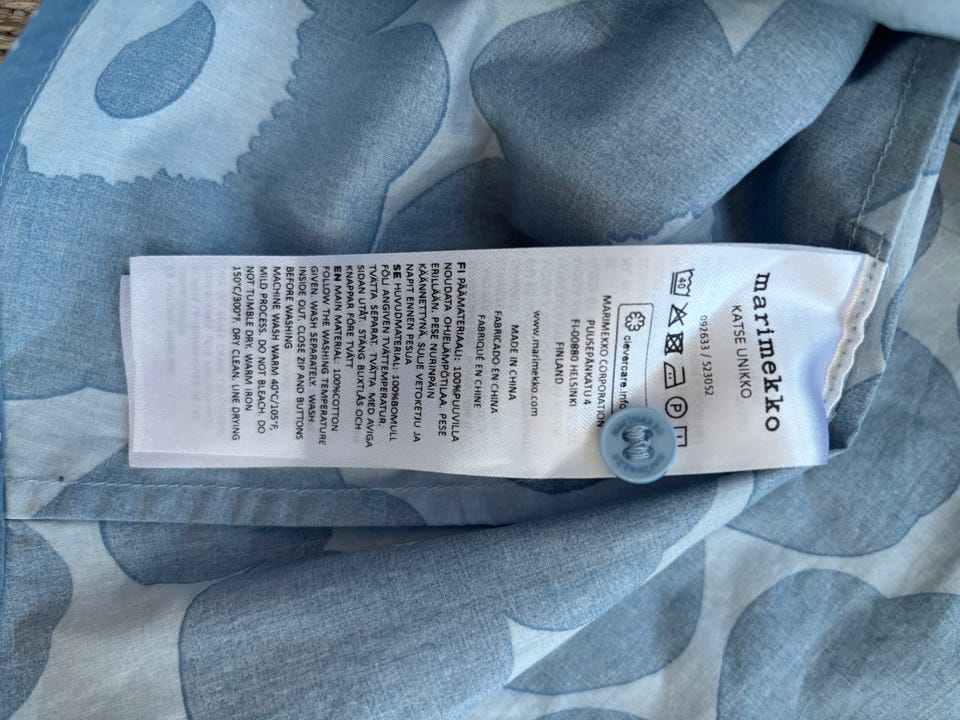 marimekko
KATSE UNIKKO
092633 / 523052
40
P
clevercare.info
MARIMEKKO CORPORATION
PUUSEPÄNKATU 4
FI-00880 HELSINKI
FINLAND
www.marimekko.com
MADE IN CHINA
FABRICADO EN CHINA
FABRIQUÉ EN CHINE
FI PÄÄMATERIAALI: 100%PUUVILLA
NOUDATA OHJELÄMPÖTILAA. PESE
ERILLÄÄN. PESE NURINPÄIN
KÄÄNNETTYNÄ. SULJE VETOKETJU JA
NAPIT ENNEN PESUA
SE HUVUDMATERIAL: 100%BOMULL
FÖLJ ANGIVEN TVÄTTEMPERATUR.
TVÄTTA SEPARAT. TVÄTTA MED AVIGA
SIDAN UTÅT. STÄNG BLIXTLÅS OCH
KNAPPAR FÖRE TVÄTT
EN MAIN MATERIAL: 100%COTTON
FOLLOW THE WASHING TEMPERATURE
GIVEN. WASH SEPARATELY. WASH
INSIDE OUT. CLOSE ZIP AND BUTTONS
BEFORE WASHING
MACHINE WASH WARM 40°C/105°F,
MILD PROCESS. DO NOT BLEACH. DO
NOT TUMBLE DRY. WARM IRON
150°C/300°F. DRY CLEAN. LINE DRYING